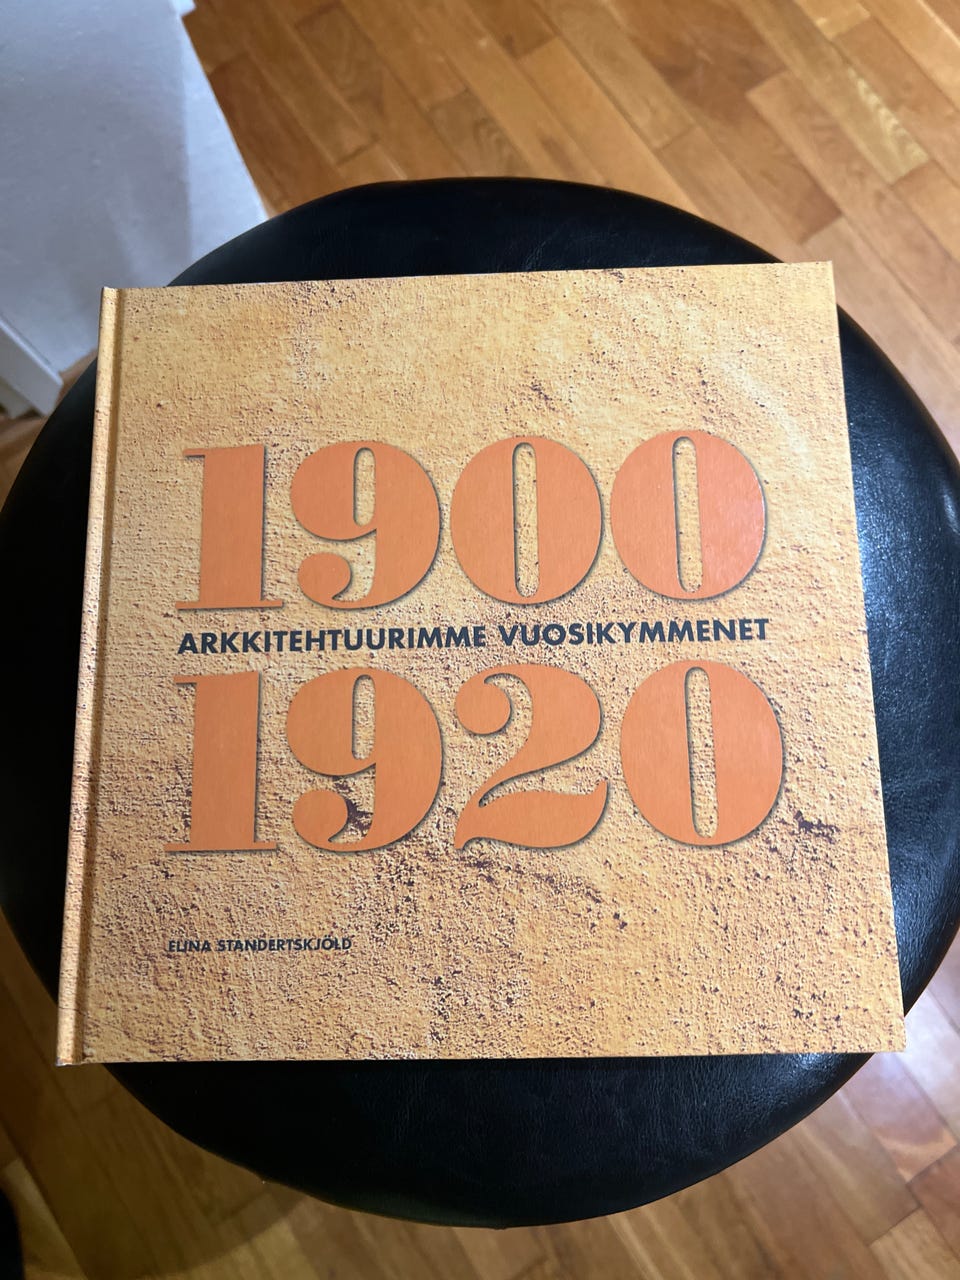 1900
ARKKITEHTUURIMME VUOSIKYMMENET
1920
ELINA STANDERTSKJÖLD